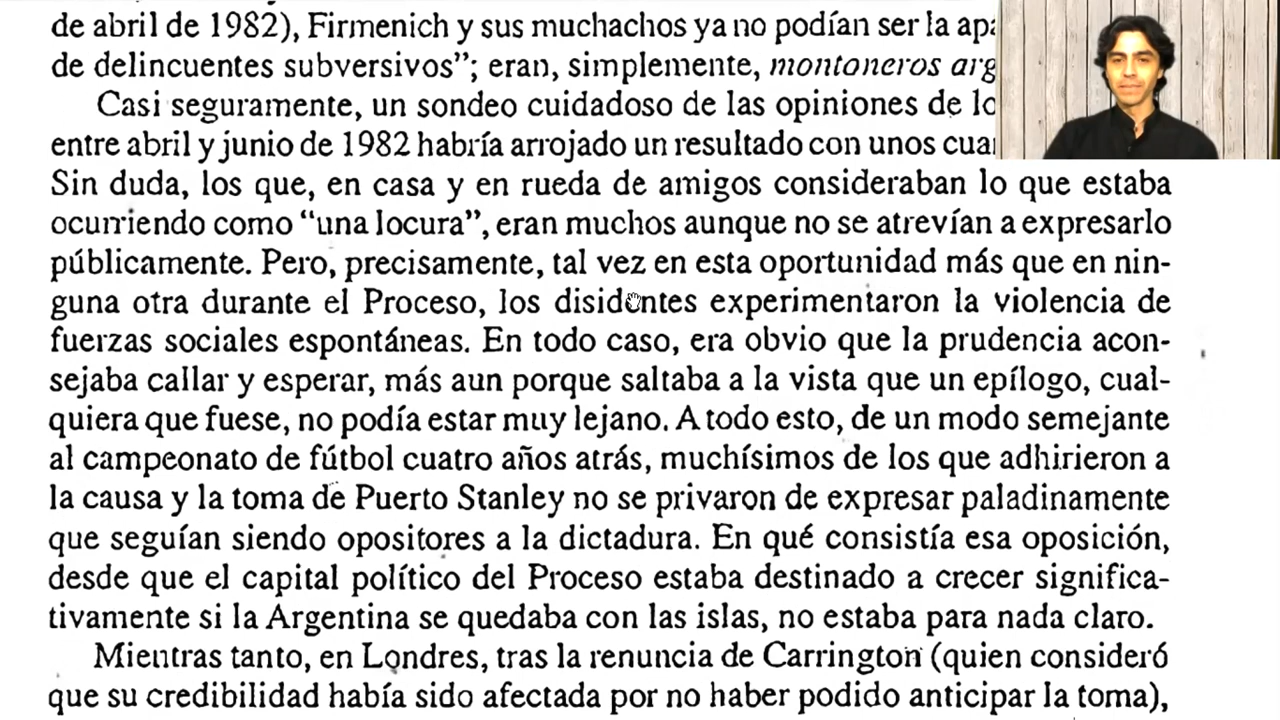 de abril de 1982), Firmenich y sus muchachos ya no podían ser la
de delincuentes subversivos”; eran, simplemente, montoneros
Casi seguramente, un sondeo cuidadoso de las opiniones de
entre abril y junio de 1982 habría arrojado un resultado con unos
Sin duda, los que, en casa y en rueda de amigos consideraban lo que estaba
ocurriendo como “una locura”, eran muchos aunque no se atrevían a expresarlo
públicamente. Pero, precisamente, tal vez en esta oportunidad más que en nin-
guna otra durante el Proceso, los disidentes experimentaron la violencia de
fuerzas sociales espontáneas. En todo caso, era obvio que la prudencia acon-
sejaba callar y esperar, más aun porque saltaba a la vista que un epílogo, cual-
quiera que fuese, no podía estar muy lejano. A todo esto, de un modo semejante
al campeonato de fútbol cuatro años atrás, muchísimos de los que adhirieron a
la causa y la toma de Puerto Stanley no se privaron de expresar paladinamente
que seguían siendo opositores a la dictadura. En qué consistía esa oposición,
desde que el capital político del Proceso estaba destinado a crecer significa-
tivamente si la Argentina se quedaba con las islas, no estaba para nada claro.
Mientras tanto, en Londres, tras la renuncia de Carrington (quien consideró
que su credibilidad había sido afectada por no haber podido anticipar la toma),